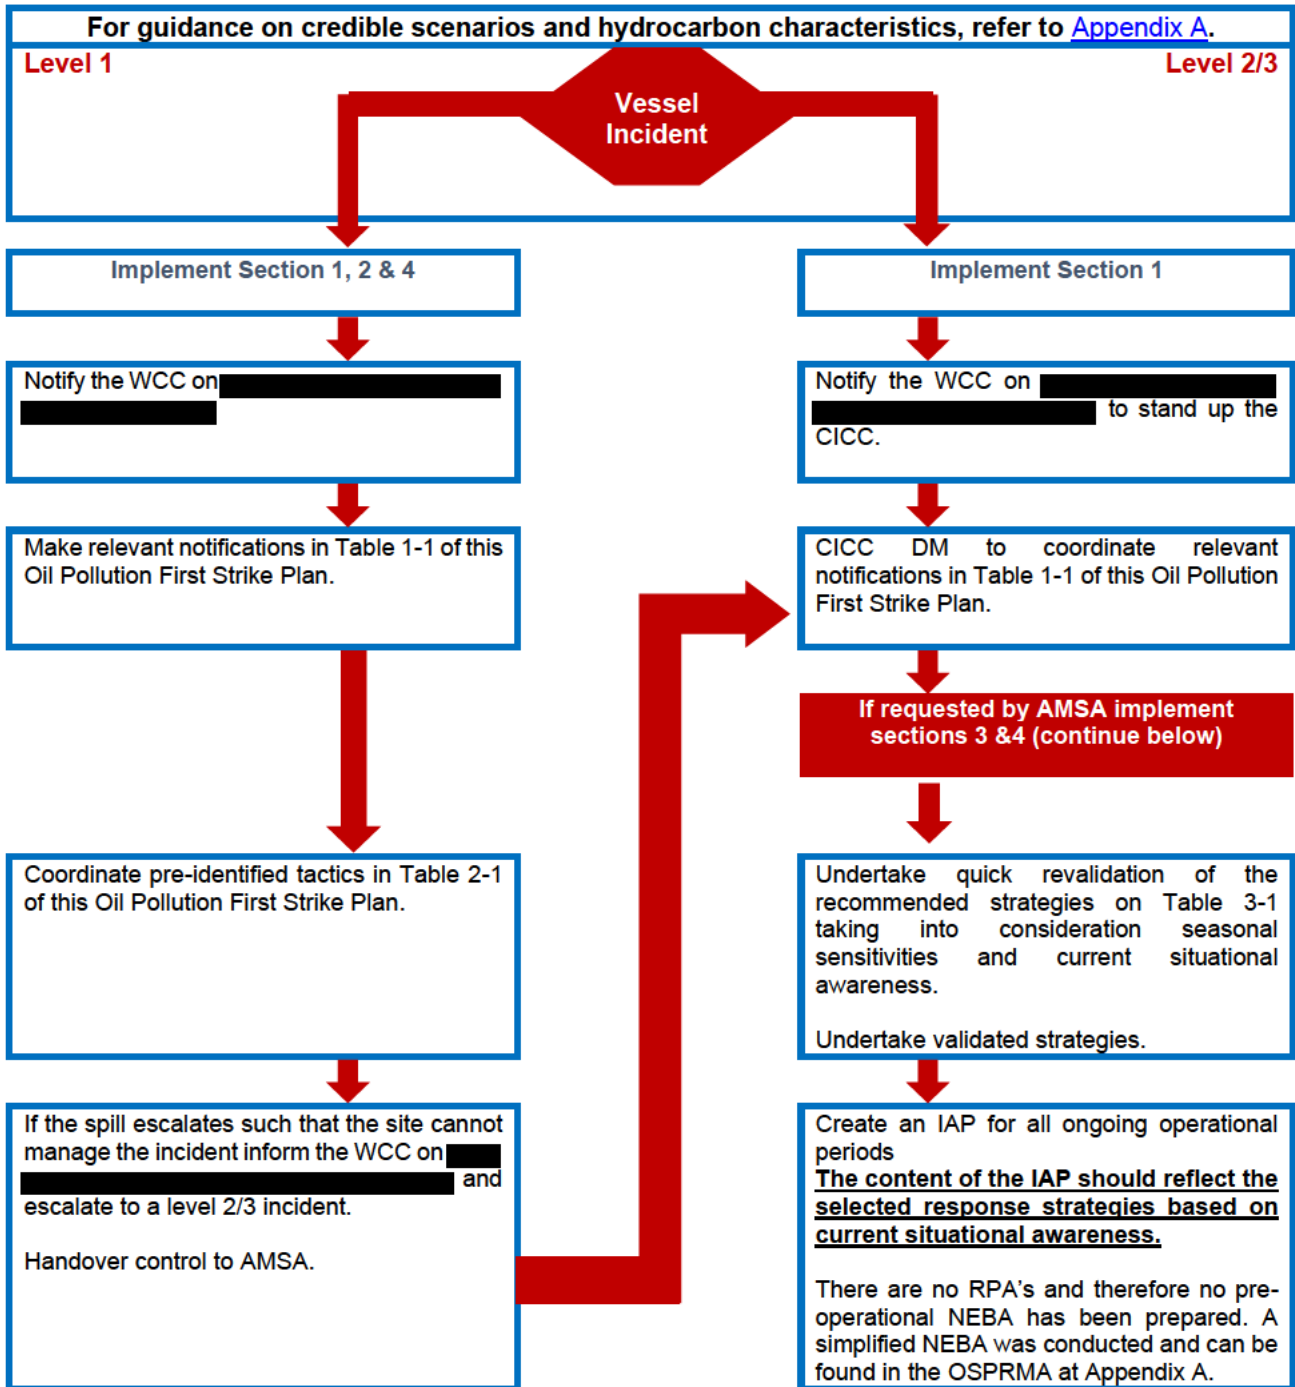 For guidance on credible scenarios and hydrocarbon characteristics, refer to Appendix A.
Level 1
Level 2/3
Vessel
Incident
Implement Section 1, 2 & 4
Notify the WCC on
Make relevant notifications in Table 1-1 of this
Oil Pollution First Strike Plan.
Coordinate pre-identified tactics in Table 2-1
of this Oil Pollution First Strike Plan.
If the spill escalates such that the site cannot
manage the incident inform the WCC on
and
escalate to a level 2/3 incident.
Handover control to AMSA.
Implement Section 1
Notify the WCC on
to stand up the
CICC.
CICC DM to coordinate relevant
notifications in Table 1-1 of this Oil Pollution
First Strike Plan.
If requested by AMSA implement
sections 3 &4 (continue below)
Undertake quick revalidation of the
recommended strategies on Table 3-1
taking into consideration seasonal
sensitivities and current situational
awareness.
Undertake validated strategies.
Create an IAP for all ongoing operational
periods
The content of the IAP should reflect the
selected response strategies based on
current situational awareness.
There are no RPA's and therefore no pre-
operational NEBA has been prepared. A
simplified NEBA was conducted and can be
found in the OSPRMA at Appendix A.